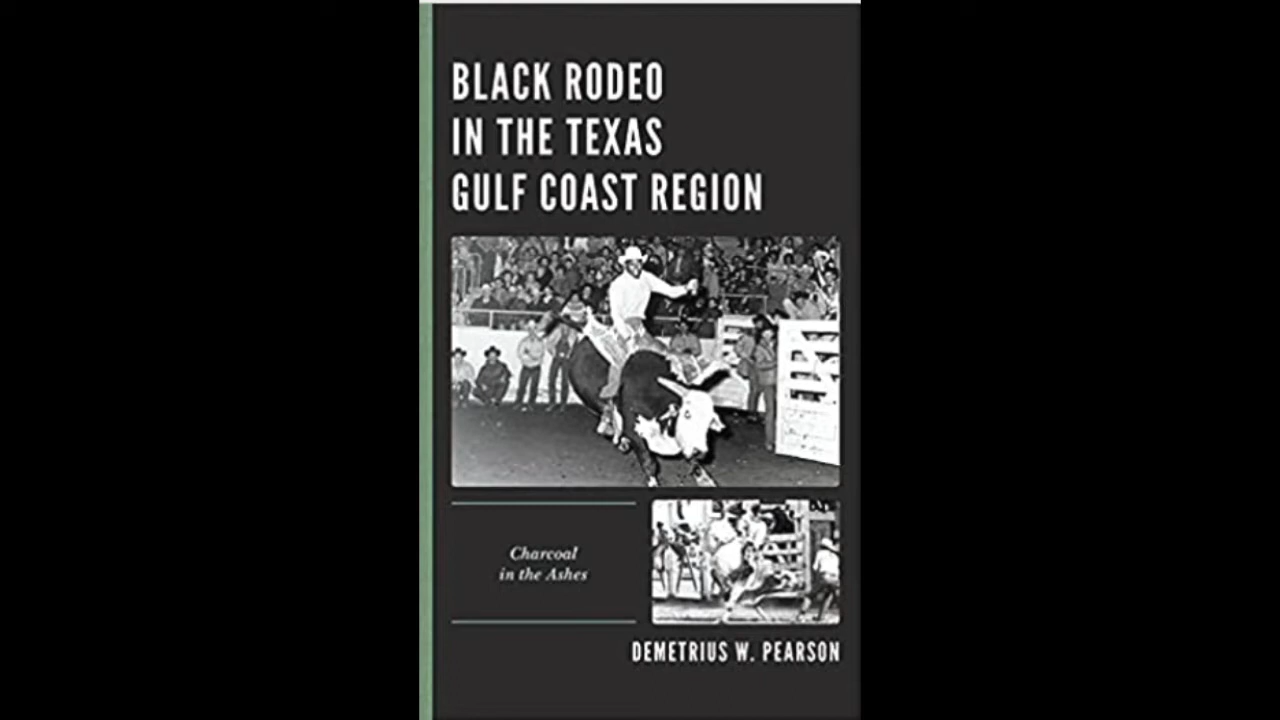 BLACK RODEO
IN THE TEXAS
GULF COAST REGION
Charcoal
in the Ashes
DEMETRIUS W. PEARSON